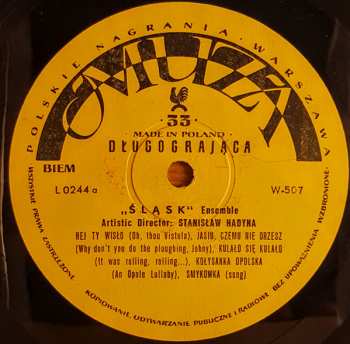 POLSKIE NAGRANIA · WARSZAWA
MUZA
33
MADE IN POLAND
DŁUGOGRAJĄCA
BIEM
L 0244 a
W-507
„ŚLĄSK" Ensemble
Artistic Director: STANISŁAW HADYNA
HEJ TY WISŁO (Oh, thou Vistula), JASIU, CZEMU NIE ORZESZ
(Why don't you do the ploughing, Johny), KULAŁO SIĘ KULAŁO
(It was rolling, rolling...), KOŁYSANKA OPOLSKA
(An Opole Lullaby), SMYKOWKA (song)
WSZYSTKIE PRAWA ZASTRZEŻONE · KOPIOWANIE, ODTWARZANIE PUBLICZNE I RADIOWE BEZ UPOWAŻNIENIA WZBRONIONE